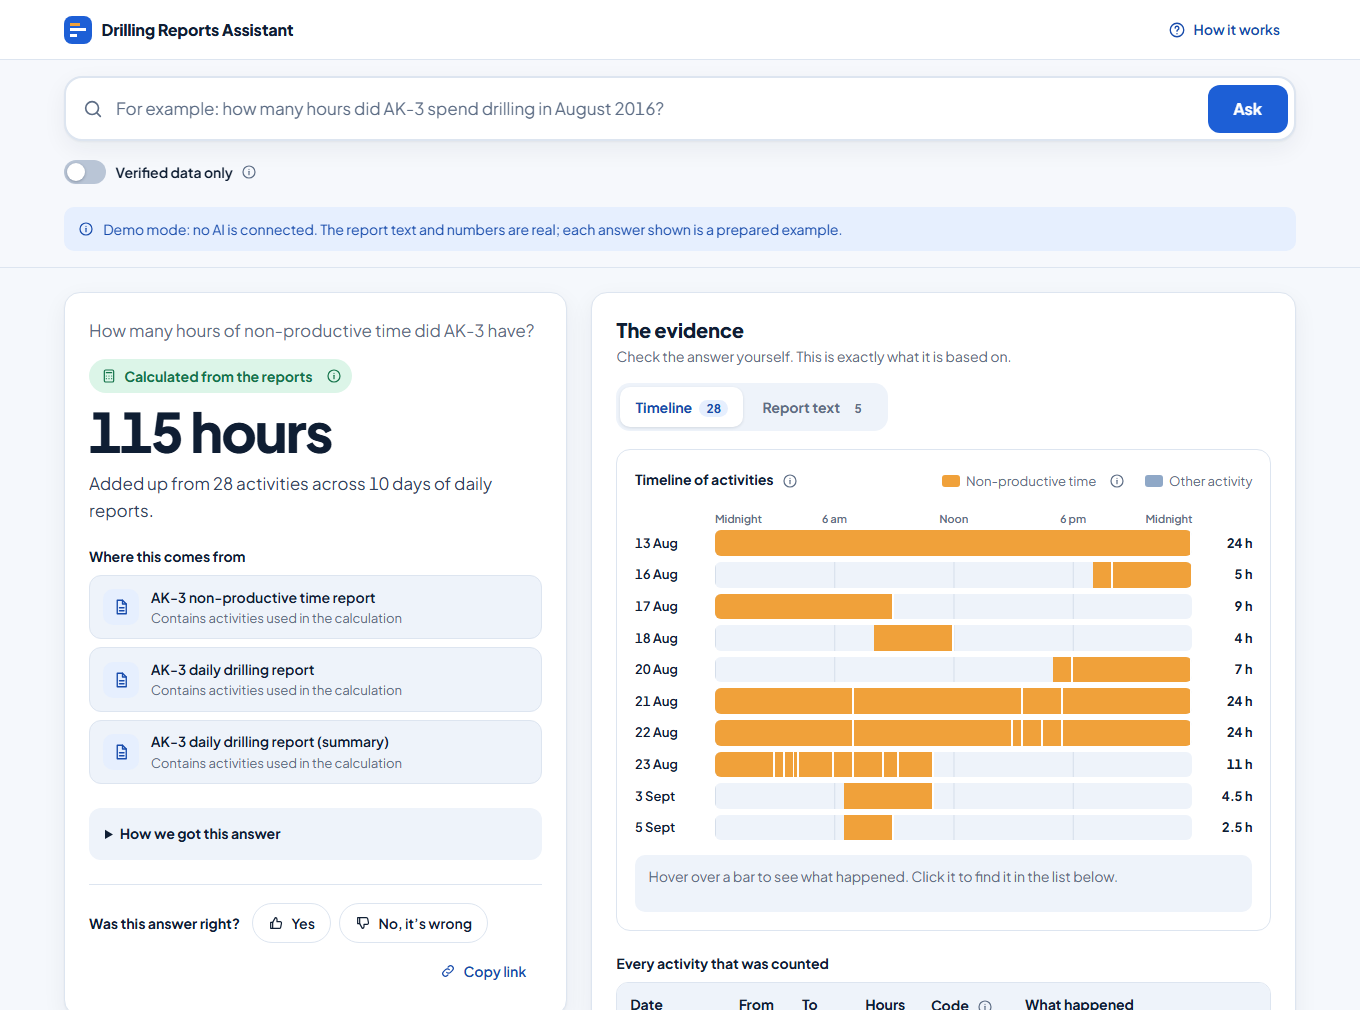 Drilling Reports Assistant
How it works
For example: how many hours did AK-3 spend drilling in August 2016?
Ask
Verified data only
Demo mode: no AI is connected. The report text and numbers are real; each answer shown is a prepared example.
How many hours of non-productive time did AK-3 have?
Calculated from the reports
115 hours
Added up from 28 activities across 10 days of daily
reports.
Where this comes from
AK-3 non-productive time report
Contains activities used in the calculation
AK-3 daily drilling report
Contains activities used in the calculation
AK-3 daily drilling report (summary)
Contains activities used in the calculation
How we got this answer
Was this answer right?
Yes
No, it's wrong
Copy link
The evidence
Check the answer yourself. This is exactly what it is based on.
Timeline 28
Report text 5
Timeline of activities
Non-productive time
Other activity
Midnight 6 am Noon 6 pm Midnight
13 Aug 24 h
16 Aug 5 h
17 Aug 9 h
18 Aug 4 h
20 Aug 7 h
21 Aug 24 h
22 Aug 24 h
23 Aug 11 h
3 Sept 4.5 h
5 Sept 2.5 h
Hover over a bar to see what happened. Click it to find it in the list below.
Every activity that was counted
Date From To Hours Code What happened